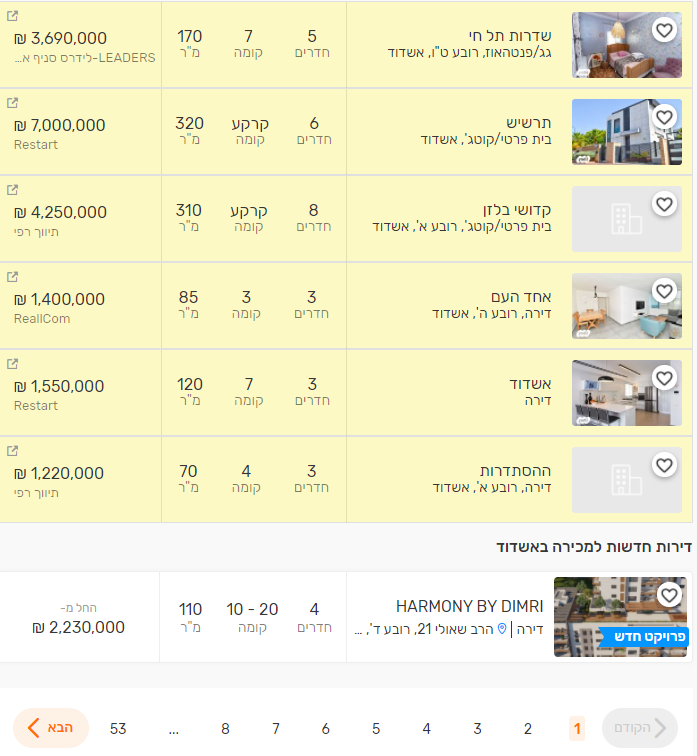 שדרות תל חי
גג/פנטהאוז, רובע ט"ו, אשדוד
5
חדרים
7
קומה
170
מ"ר
₪ 3,690,000
LEADERS-לידרס סניף א...
תרשיש
בית פרטי/קוטג', אשדוד
6
חדרים
קרקע
קומה
320
מ"ר
₪ 7,000,000
Restart
קדושי בלזן
בית פרטי/קוטג', רובע א', אשדוד
8
חדרים
קרקע
קומה
310
מ"ר
₪ 4,250,000
תיווך רפי
אחד העם
דירה, רובע ה', אשדוד
3
חדרים
3
קומה
85
מ"ר
₪ 1,400,000
ReallCom
אשדוד
דירה
3
חדרים
7
קומה
120
מ"ר
₪ 1,550,000
Restart
ההסתדרות
דירה, רובע א', אשדוד
3
חדרים
4
קומה
70
מ"ר
₪ 1,220,000
תיווך רפי
דירות חדשות למכירה באשדוד
פרויקט חדש
HARMONY BY DIMRI
דירה | הרב שאולי 21, רובע ד', ...
4
חדרים
10 - 20
קומה
110
מ"ר
החל מ-
₪ 2,230,000
הקודם 1 2 3 4 5 6 7 8 ... 53 הבא